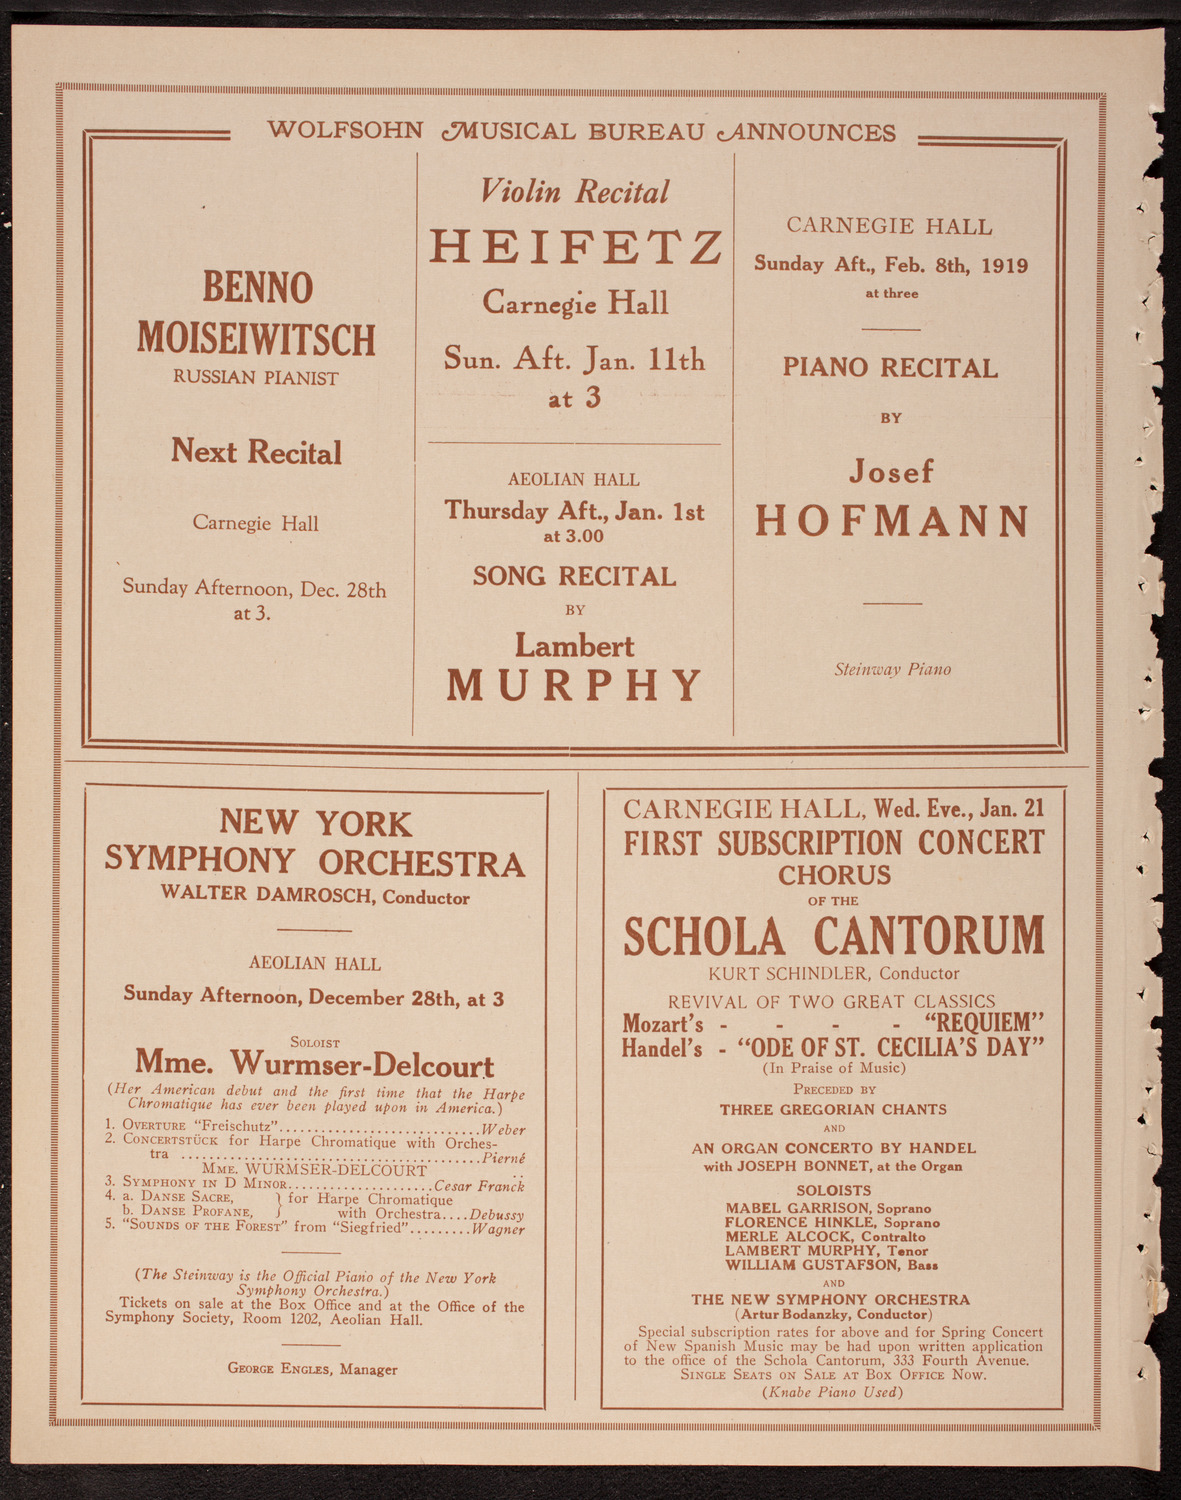 WOLFSOHN MUSICAL BUREAU ANNOUNCES
BENNO
MOISEIWITSCH
RUSSIAN PIANIST
Next Recital
Carnegie Hall
Sunday Afternoon, Dec. 28th
at 3.
Violin Recital
HEIFETZ
Carnegie Hall
Sun. Aft. Jan. 11th
at 3
AEOLIAN HALL
Thursday Aft., Jan. 1st
at 3.00
SONG RECITAL
BY
Lambert
MURPHY
CARNEGIE HALL
Sunday Aft., Feb. 8th, 1919
at three
PIANO RECITAL
BY
Josef
HOFMANN
Steinway Piano
NEW YORK
SYMPHONY ORCHESTRA
WALTER DAMROSCH, Conductor
AEOLIAN HALL
Sunday Afternoon, December 28th, at 3
SOLOIST
Mme. Wurmser-Delcourt
(Her American debut and the first time that the Harpe
Chromatique has ever been played upon in America.)
1. OVERTURE "Freischutz"..............................Weber
2. CONCERTSTÜCK for Harpe Chromatique with Orches-
tra ..........................................Pierné
MME. WURMSER-DELCOURT
3. SYMPHONY IN D MINOR.....................Cesar Franck
4. a. DANSE SACRE, } for Harpe Chromatique
b. DANSE PROFANE, } with Orchestra....Debussy
5. "SOUNDS OF THE FOREST" from "Siegfried".........Wagner
(The Steinway is the Official Piano of the New York
Symphony Orchestra.)
Tickets on sale at the Box Office and at the Office of the
Symphony Society, Room 1202, Aeolian Hall.
GEORGE ENGLES, Manager
CARNEGIE HALL, Wed. Eve., Jan. 21
FIRST SUBSCRIPTION CONCERT
CHORUS
OF THE
SCHOLA CANTORUM
KURT SCHINDLER, Conductor
REVIVAL OF TWO GREAT CLASSICS
Mozart's - - - - "REQUIEM"
Handel's - "ODE OF ST. CECILIA'S DAY"
(In Praise of Music)
PRECEDED BY
THREE GREGORIAN CHANTS
AND
AN ORGAN CONCERTO BY HANDEL
with JOSEPH BONNET, at the Organ
SOLOISTS
MABEL GARRISON, Soprano
FLORENCE HINKLE, Soprano
MERLE ALCOCK, Contralto
LAMBERT MURPHY, Tenor
WILLIAM GUSTAFSON, Bass
AND
THE NEW SYMPHONY ORCHESTRA
(Artur Bodanzky, Conductor)
Special subscription rates for above and for Spring Concert
of New Spanish Music may be had upon written application
to the office of the Schola Cantorum, 333 Fourth Avenue.
SINGLE SEATS ON SALE AT BOX OFFICE NOW.
(Knabe Piano Used)